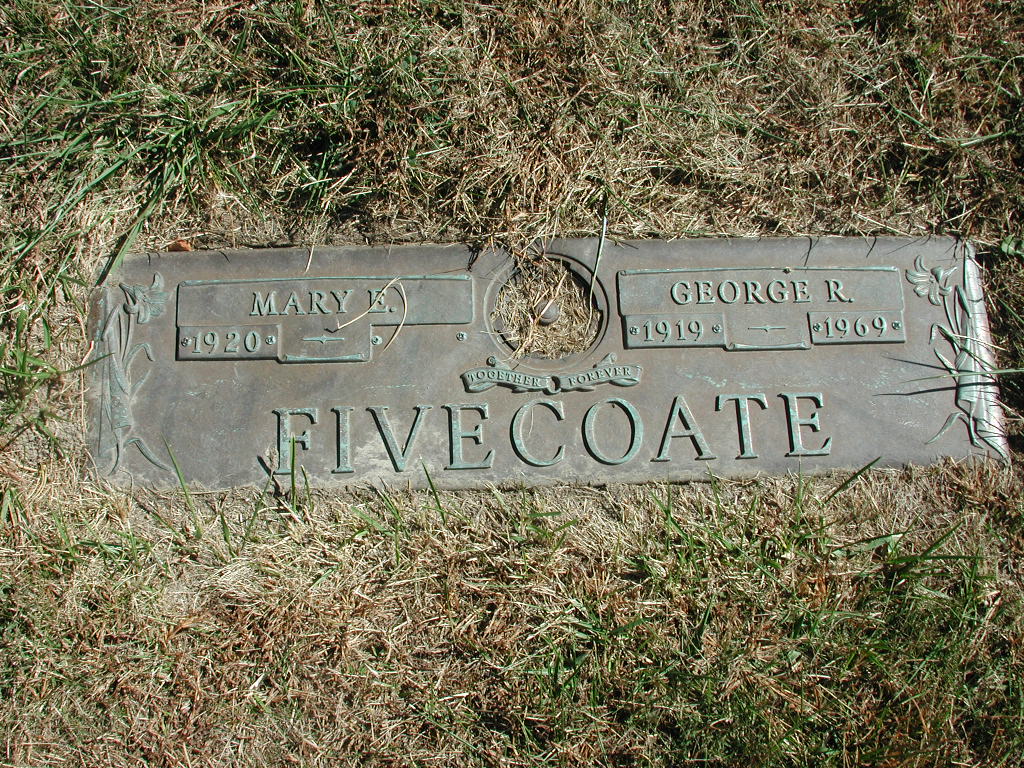 MARY E.
1920
GEORGE R.
1919 1969
TOGETHER FOREVER
FIVECOATE